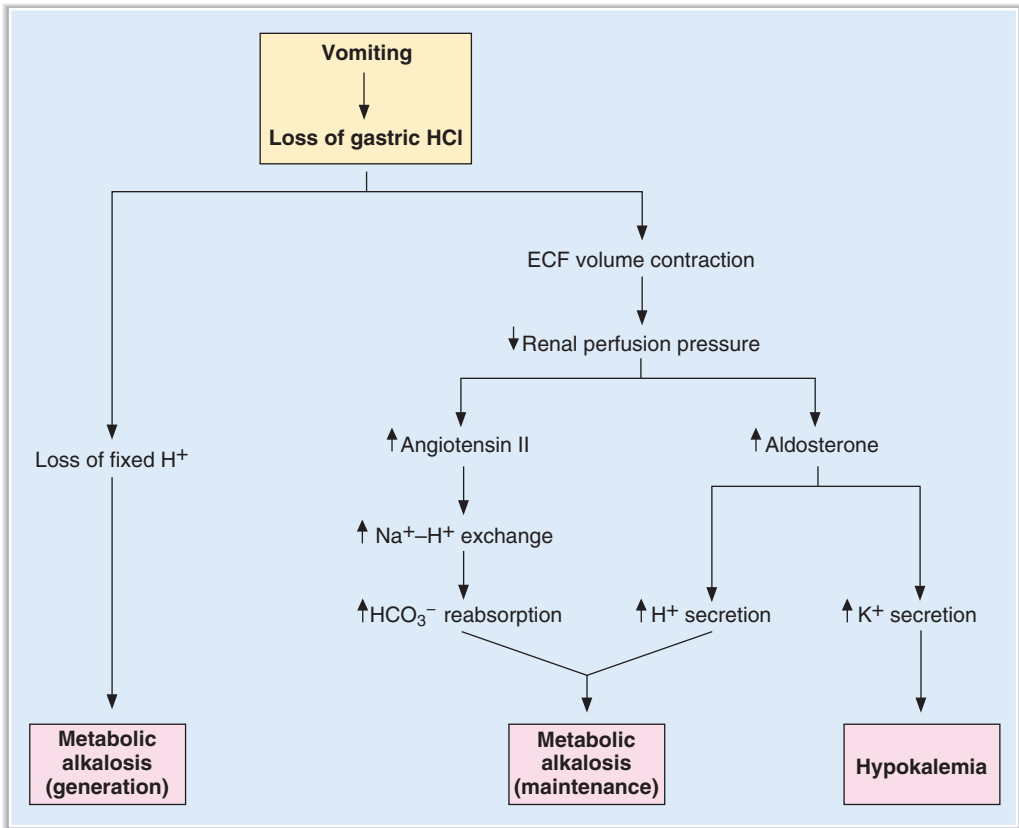 Vomiting
Loss of gastric HCl
ECF volume contraction
↓Renal perfusion pressure
↑Angiotensin II
↑Aldosterone
Loss of fixed H⁺
↑ Na⁺–H⁺ exchange
↑HCO₃⁻ reabsorption
↑H⁺ secretion
↑K⁺ secretion
Metabolic
alkalosis
(generation)
Metabolic
alkalosis
(maintenance)
Hypokalemia